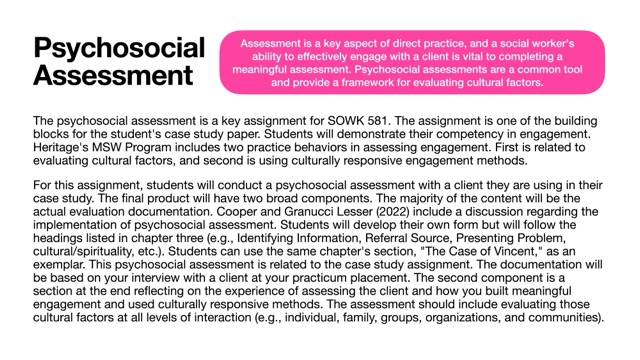 Psychosocial
Assessment
Assessment is a key aspect of direct practice, and a social worker's
ability to effectively engage with a client is vital to completing a
meaningful assessment. Psychosocial assessments are a common tool
and provide a framework for evaluating cultural factors.
The psychosocial assessment is a key assignment for SOWK 581. The assignment is one of the building
blocks for the student's case study paper. Students will demonstrate their competency in engagement.
Heritage's MSW Program includes two practice behaviors in assessing engagement. First is related to
evaluating cultural factors, and second is using culturally responsive engagement methods.
For this assignment, students will conduct a psychosocial assessment with a client they are using in their
case study. The final product will have two broad components. The majority of the content will be the
actual evaluation documentation. Cooper and Granucci Lesser (2022) include a discussion regarding the
implementation of psychosocial assessment. Students will develop their own form but will follow the
headings listed in chapter three (e.g., Identifying Information, Referral Source, Presenting Problem,
cultural/spirituality, etc.). Students can use the same chapter's section, "The Case of Vincent," as an
exemplar. This psychosocial assessment is related to the case study assignment. The documentation will
be based on your interview with a client at your practicum placement. The second component is a
section at the end reflecting on the experience of assessing the client and how you built meaningful
engagement and used culturally responsive methods. The assessment should include evaluating those
cultural factors at all levels of interaction (e.g., individual, family, groups, organizations, and communities).